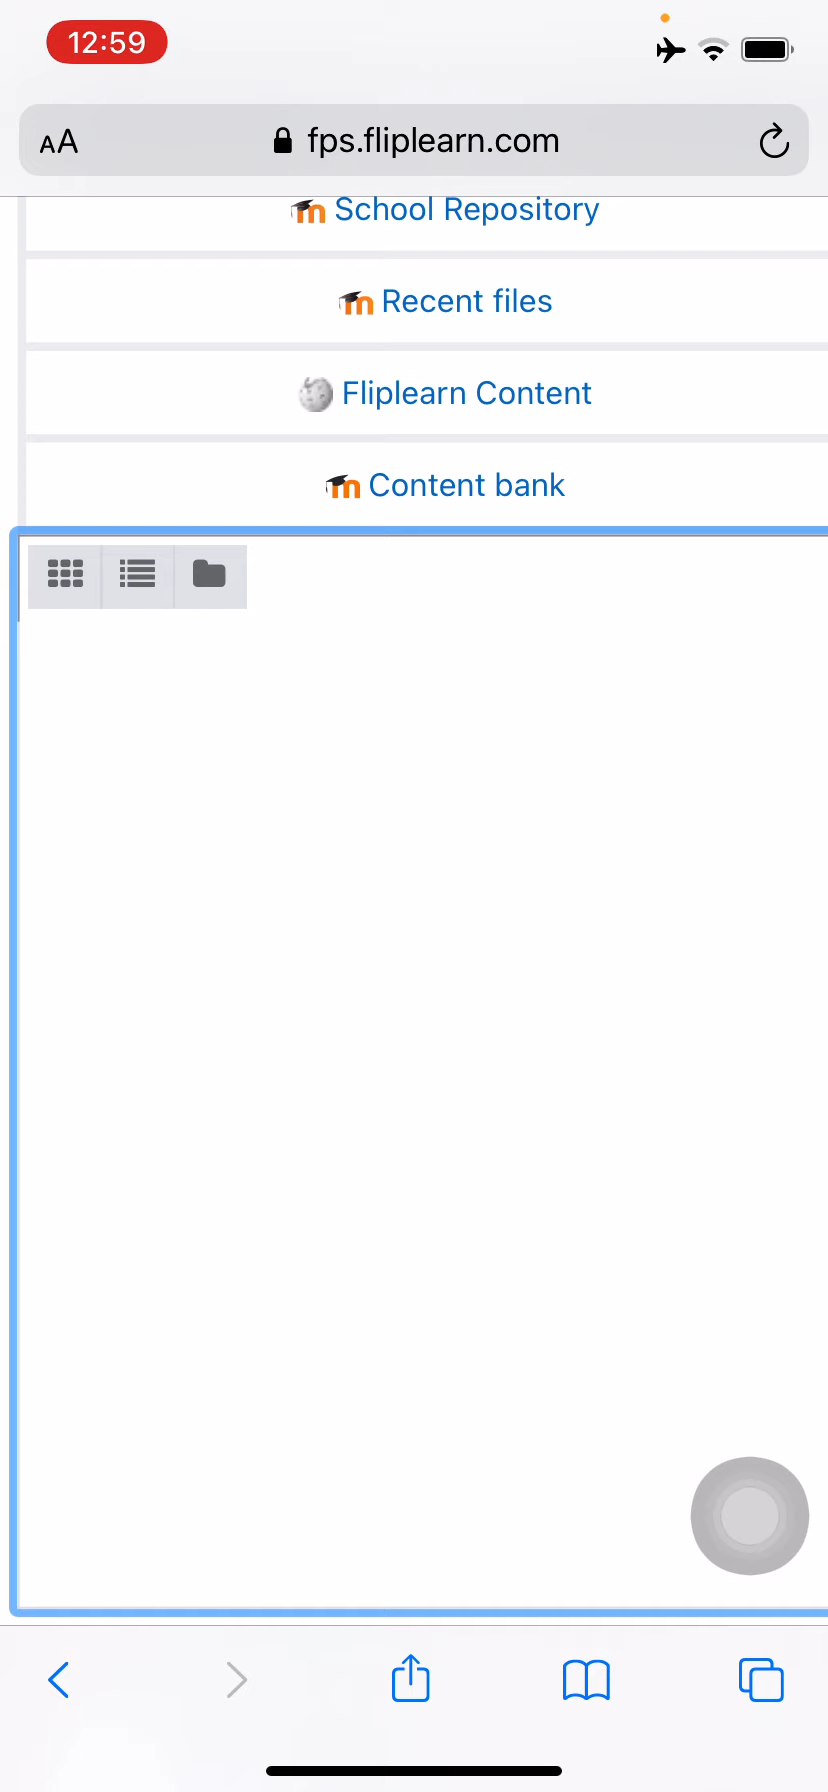 12:59
AA fps.fliplearn.com
School Repository
Recent files
Fliplearn Content
Content bank